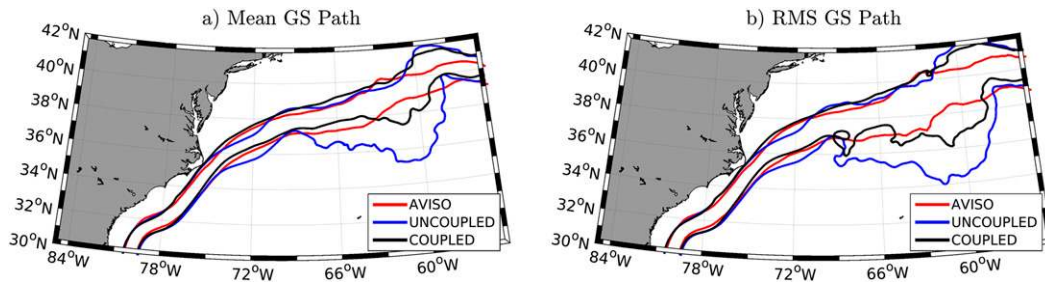 a) Mean GS Path
42°N
40°N
38°N
36°N
34°N
32°N
30°N
84°W
78°W
72°W
66°W
60°W
AVISO
UNCOUPLED
COUPLED
b) RMS GS Path
42°N
40°N
38°N
36°N
34°N
32°N
30°N
84°W
78°W
72°W
66°W
60°W
AVISO
UNCOUPLED
COUPLED